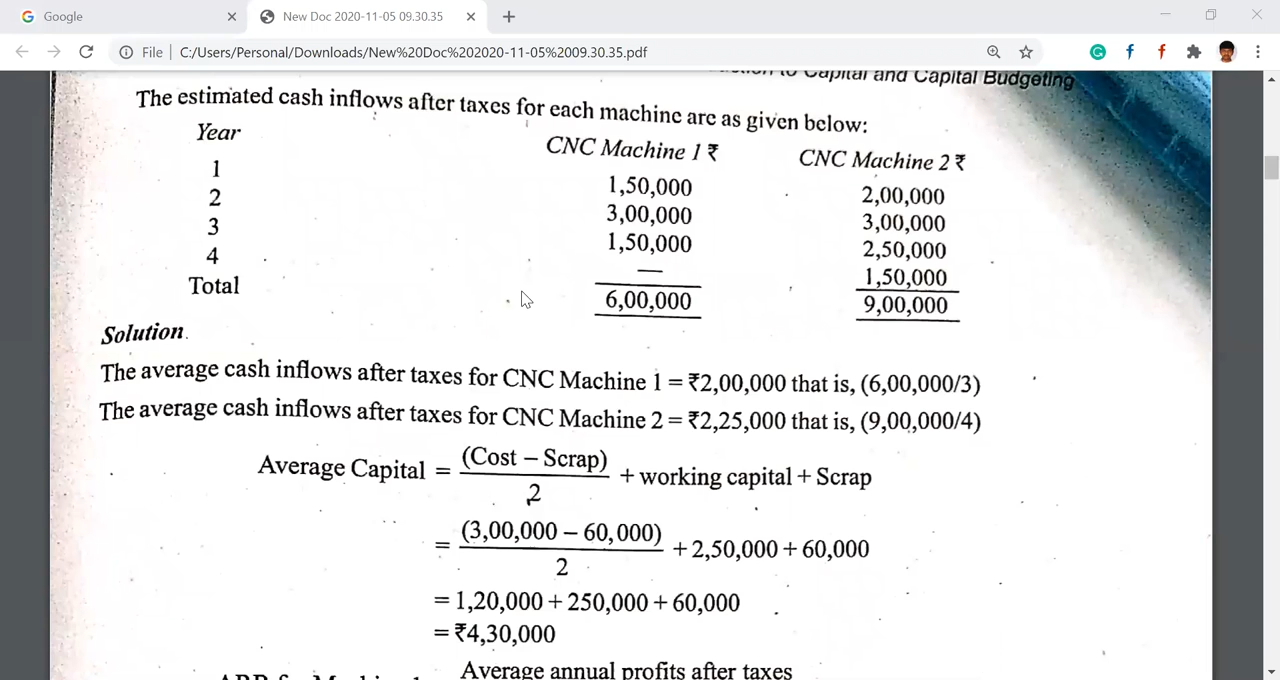 Google
New Doc 2020-11-05 09.30.35
File | C:/Users/Personal/Downloads/New%20Doc%202020-11-05%2009.30.35.pdf
to Capital and Capital Budgeting
The estimated cash inflows after taxes for each machine are as given below:
Year CNC Machine 1 ₹ CNC Machine 2 ₹
1 1,50,000 2,00,000
2 3,00,000 3,00,000
3 1,50,000 2,50,000
4 — 1,50,000
Total 6,00,000 9,00,000
Solution.
The average cash inflows after taxes for CNC Machine 1 = ₹2,00,000 that is, (6,00,000/3)
The average cash inflows after taxes for CNC Machine 2 = ₹2,25,000 that is, (9,00,000/4)
Average Capital = (Cost – Scrap) / 2 + working capital + Scrap
= (3,00,000 – 60,000) / 2 + 2,50,000 + 60,000
= 1,20,000 + 250,000 + 60,000
= ₹4,30,000
Average annual profits after taxes